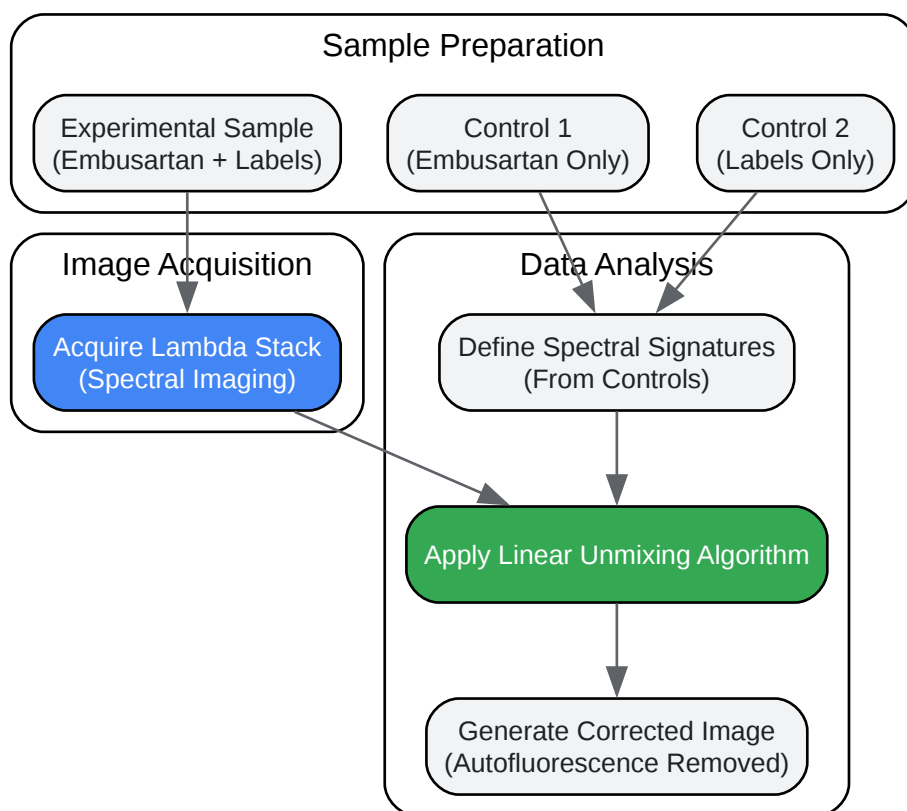 Sample Preparation
Experimental Sample
(Embusartan + Labels)
Control 1
(Embusartan Only)
Control 2
(Labels Only)
Image Acquisition
Acquire Lambda Stack
(Spectral Imaging)
Data Analysis
Define Spectral Signatures
(From Controls)
Apply Linear Unmixing Algorithm
Generate Corrected Image
(Autofluorescence Removed)